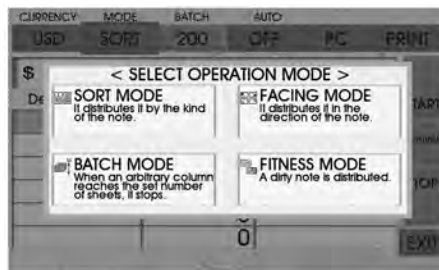 CURRENCY MODE BATCH AUTO
USD SORT 200 OFF PC PRINT
$
< SELECT OPERATION MODE >
SORT MODE
It distributes it by the kind
of the note.
FACING MODE
It distributes it in the
direction of the note.
BATCH MODE
When an arbitrary column
reaches the set number
of sheets, it stops.
FITNESS MODE
A dirty note is distributed.
0
EXIT